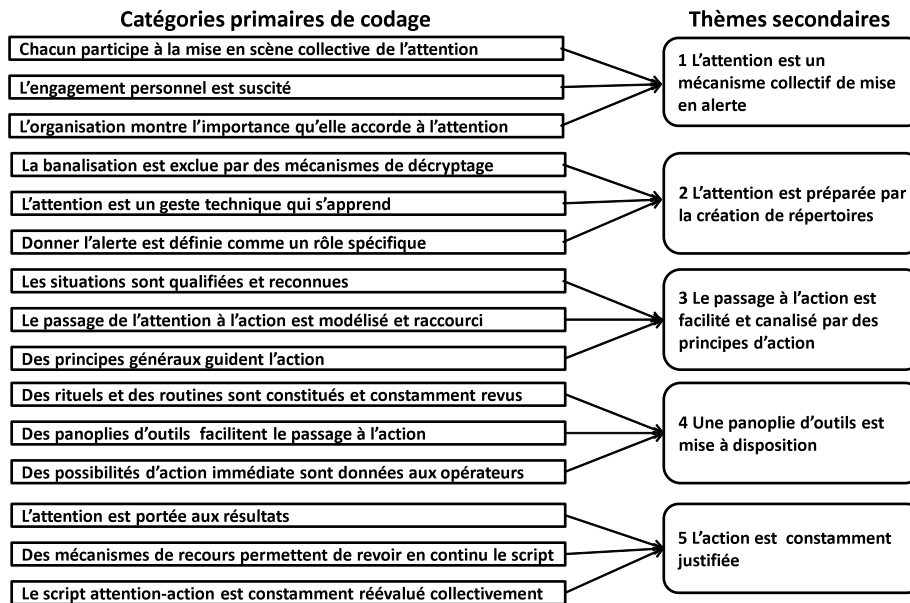 Catégories primaires de codage
Thèmes secondaires
Chacun participe à la mise en scène collective de l'attention
L'engagement personnel est suscité
L'organisation montre l'importance qu'elle accorde à l'attention
1 L'attention est un
mécanisme collectif de mise
en alerte
La banalisation est exclue par des mécanismes de décryptage
L'attention est un geste technique qui s'apprend
Donner l'alerte est définie comme un rôle spécifique
2 L'attention est préparée par
la création de répertoires
Les situations sont qualifiées et reconnues
Le passage de l'attention à l'action est modélisé et raccourci
Des principes généraux guident l'action
3 Le passage à l'action est
facilité et canalisé par des
principes d'action
Des rituels et des routines sont constitués et constamment revus
Des panoplies d'outils facilitent le passage à l'action
Des possibilités d'action immédiate sont données aux opérateurs
4 Une panoplie d'outils est
mise à disposition
L'attention est portée aux résultats
Des mécanismes de recours permettent de revoir en continu le script
Le script attention-action est constamment réévalué collectivement
5 L'action est constamment
justifiée